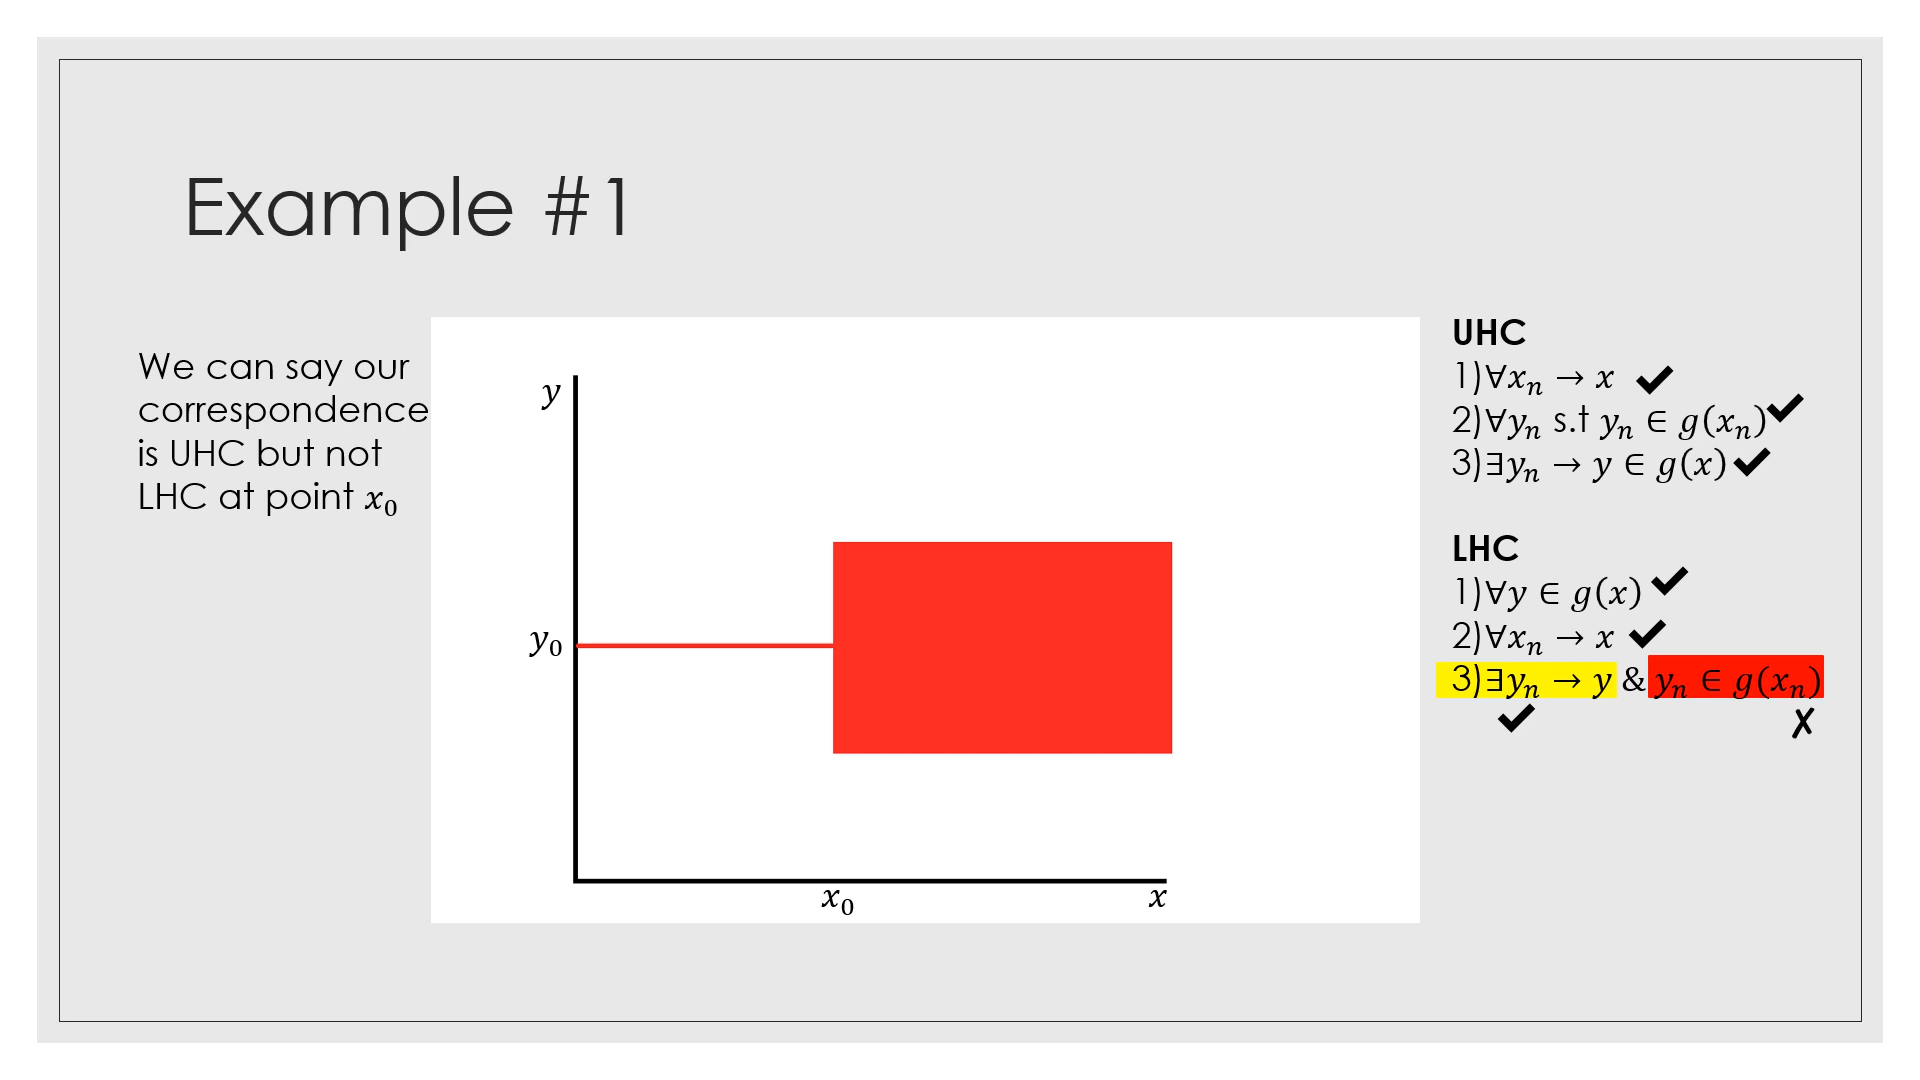 Example #1
We can say our
correspondence
is UHC but not
LHC at point x₀
y
y₀
x₀
x
UHC
1)∀xₙ → x ✔
2)∀yₙ s.t yₙ ∈ g(xₙ) ✔
3)∃yₙ → y ∈ g(x) ✔
LHC
1)∀y ∈ g(x) ✔
2)∀xₙ → x ✔
3)∃yₙ → y & yₙ ∈ g(xₙ)
✔ ✗